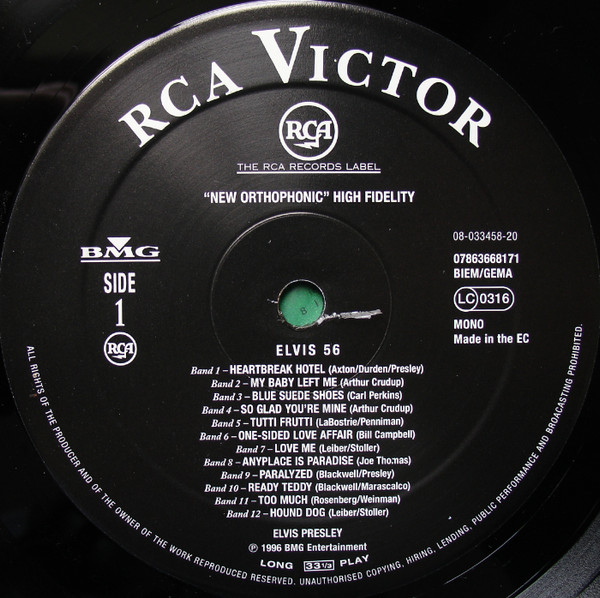 RCA VICTOR
RCA
THE RCA RECORDS LABEL
"NEW ORTHOPHONIC" HIGH FIDELITY
08-033458-20
BMG
07863668171
BIEM/GEMA
SIDE
1
LC 0316
MONO
Made in the EC
RCA
8
ELVIS 56
Band 1 – HEARTBREAK HOTEL (Axton/Durden/Presley)
Band 2 – MY BABY LEFT ME (Arthur Crudup)
Band 3 – BLUE SUEDE SHOES (Carl Perkins)
Band 4 – SO GLAD YOU'RE MINE (Arthur Crudup)
Band 5 – TUTTI FRUTTI (LaBostrie/Penniman)
Band 6 – ONE-SIDED LOVE AFFAIR (Bill Campbell)
Band 7 – LOVE ME (Leiber/Stoller)
Band 8 – ANYPLACE IS PARADISE (Joe Thomas)
Band 9 – PARALYZED (Blackwell/Presley)
Band 10 – READY TEDDY (Blackwell/Marascalco)
Band 11 – TOO MUCH (Rosenberg/Weinman)
Band 12 – HOUND DOG (Leiber/Stoller)
ELVIS PRESLEY
℗ 1996 BMG Entertainment
LONG 33 1/3 PLAY
ALL RIGHTS OF THE PRODUCER AND OF THE OWNER OF THE WORK REPRODUCED RESERVED. UNAUTHORISED COPYING, HIRING, LENDING, PUBLIC PERFORMANCE AND BROADCASTING PROHIBITED.